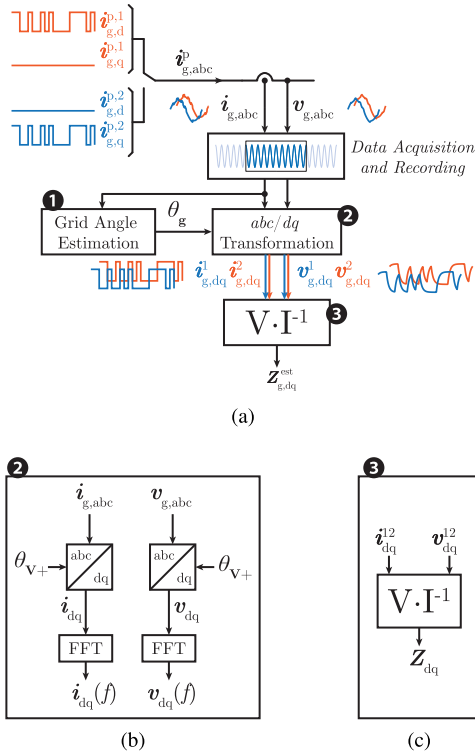 i^{p,1}_{g,d}
i^{p,1}_{g,q}
i^p_{g,abc}
i^{p,2}_{g,d}
i^{p,2}_{g,q}
i_{g,abc} v_{g,abc}
Data Acquisition
and Recording
1
Grid Angle
Estimation
θ_g
2
abc/dq
Transformation
i^1_{g,dq} i^2_{g,dq} v^1_{g,dq} v^2_{g,dq}
3
V·I^{-1}
Z^{est}_{g,dq}
(a)
2
i_{g,abc} v_{g,abc}
θ_{V+} abc dq abc dq θ_{V+}
i_{dq} v_{dq}
FFT FFT
i_{dq}(f) v_{dq}(f)
(b)
3
i^{12}_{dq} v^{12}_{dq}
V·I^{-1}
Z_{dq}
(c)